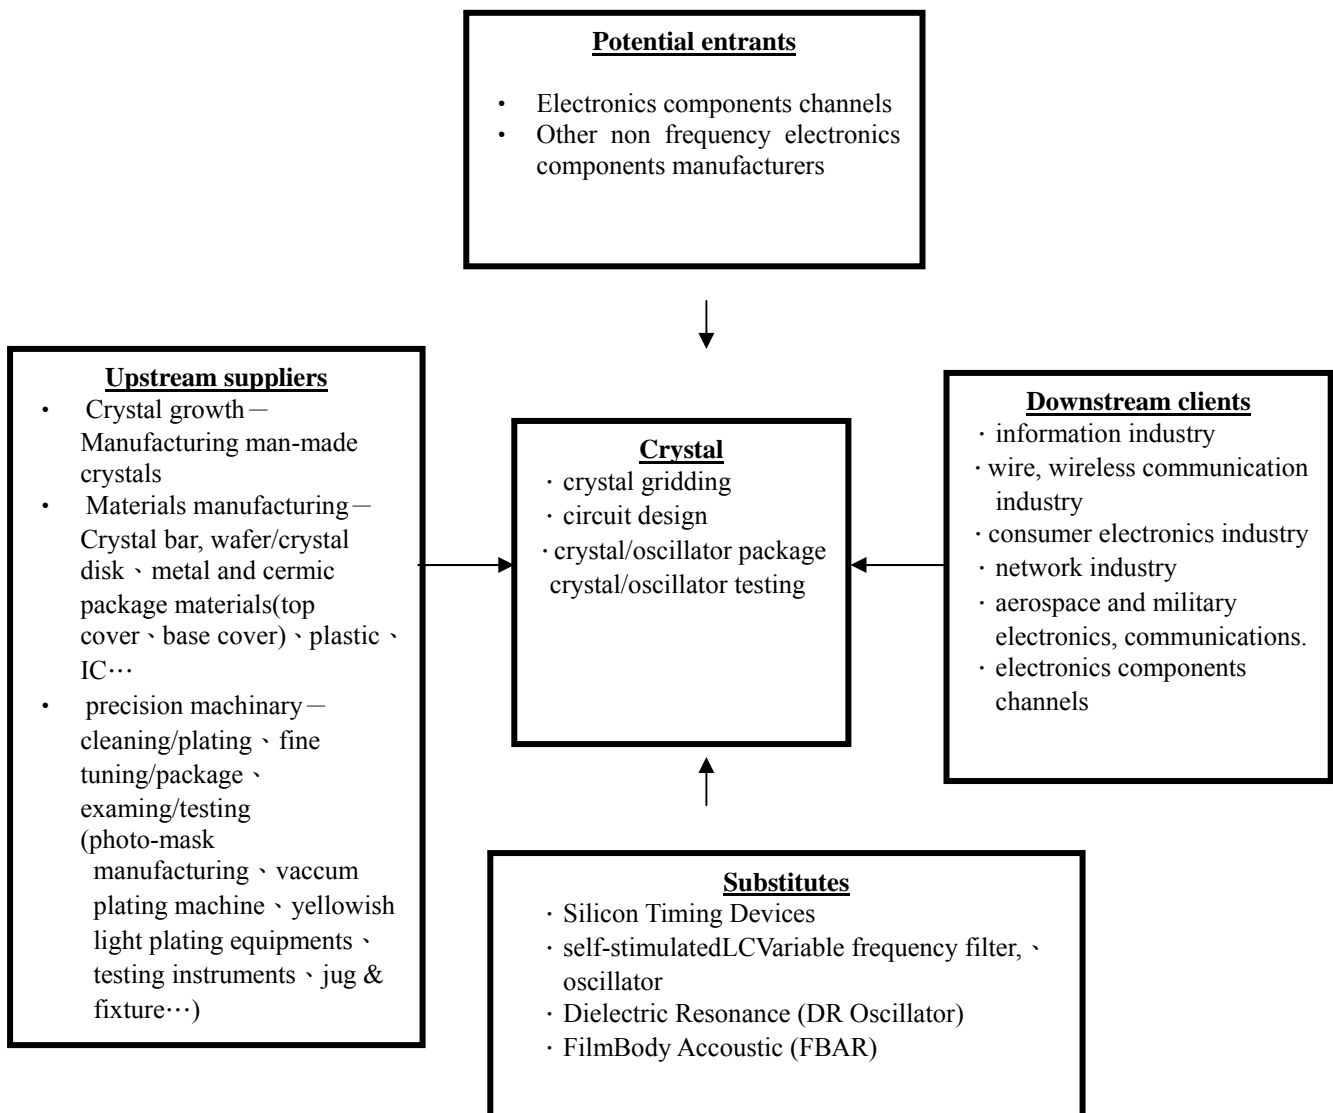 Potential entrants
・ Electronics components channels
・ Other non frequency electronics
components manufacturers
Upstream suppliers
・ Crystal growth－
Manufacturing man-made
crystals
・ Materials manufacturing－
Crystal bar, wafer/crystal
disk、metal and cermic
package materials(top
cover、base cover)、plastic、
IC…
・ precision machinary－
cleaning/plating、fine
tuning/package、
examing/testing
(photo-mask
manufacturing、vaccum
plating machine、yellowish
light plating equipments、
testing instruments、jug &
fixture…)
Crystal
・crystal gridding
・circuit design
・crystal/oscillator package
crystal/oscillator testing
Downstream clients
・information industry
・wire, wireless communication
industry
・consumer electronics industry
・network industry
・aerospace and military
electronics, communications.
・electronics components
channels
Substitutes
・Silicon Timing Devices
・self-stimulatedLCVariable frequency filter,、
oscillator
・Dielectric Resonance (DR Oscillator)
・FilmBody Accoustic (FBAR)